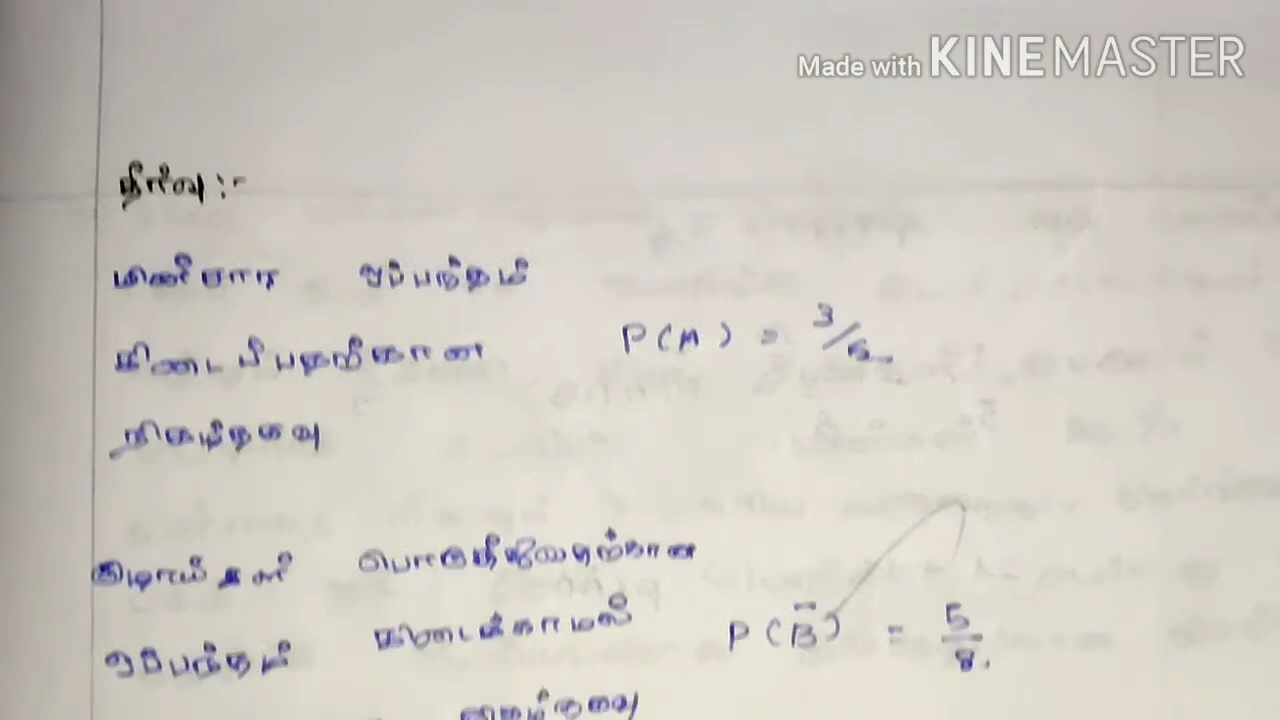 Made with KINEMASTER
தீர்வு :-
மின்சார ஒப்பந்தம்
கிடைப்பதற்கான P(A) = 3/5
நிகழ்தகவு
குழாய்கள் பொருத்துவதற்கான
ஒப்பந்தம் கிடைக்காமல் P(B̄) = 5/8.